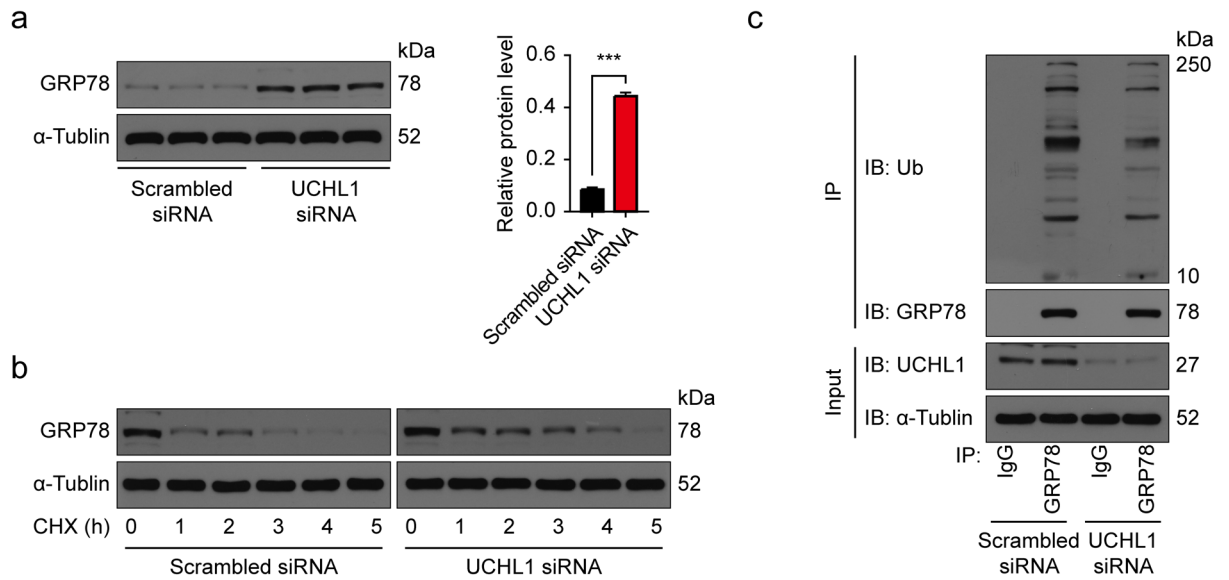 a
kDa
GRP78
78
α-Tublin
52
Scrambled
siRNA
UCHL1
siRNA
Relative protein level
0.6
0.4
0.2
0.0
***
Scrambled siRNA
UCHL1 siRNA
b
kDa
GRP78
78
α-Tublin
52
CHX (h)
0 1 2 3 4 5
0 1 2 3 4 5
Scrambled siRNA
UCHL1 siRNA
c
kDa
250
IP
IB: Ub
10
IB: GRP78
78
Input
IB: UCHL1
27
IB: α-Tublin
52
IP:
IgG
GRP78
IgG
GRP78
Scrambled
siRNA
UCHL1
siRNA